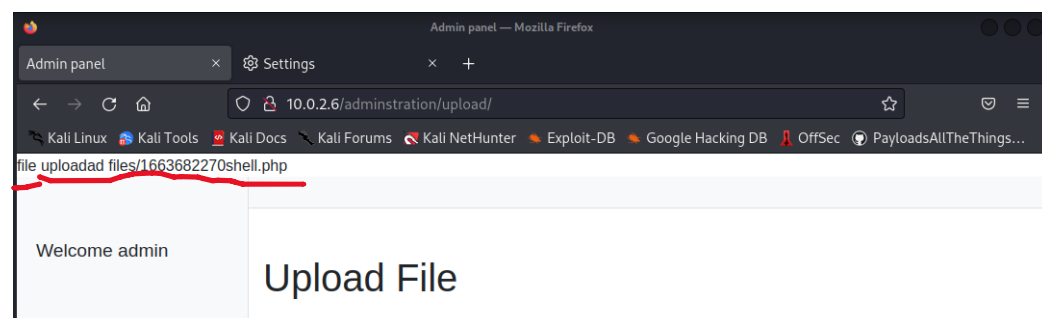 Admin panel — Mozilla Firefox
Admin panel × Settings × +
10.0.2.6/adminstration/upload/
Kali Linux Kali Tools Kali Docs Kali Forums Kali NetHunter Exploit-DB Google Hacking DB OffSec PayloadsAllTheThings...
file uploadad files/1663682270shell.php
Welcome admin
Upload File